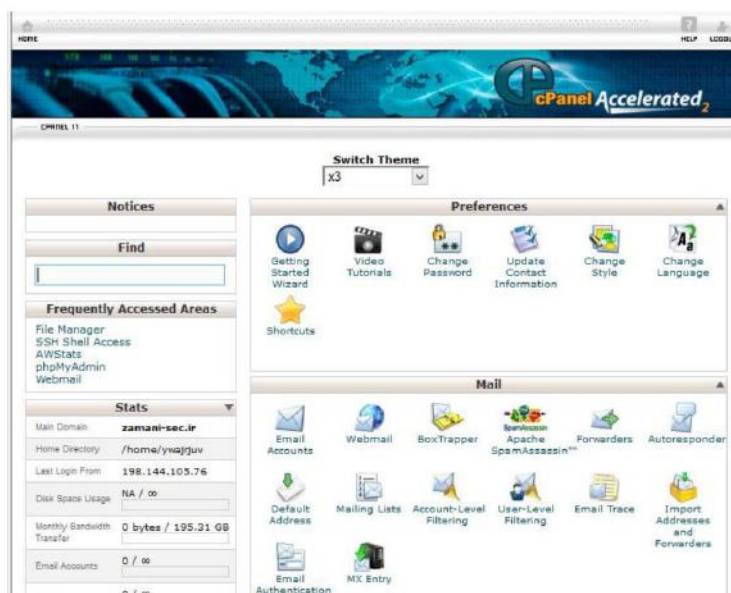 HOME
HELP
LOGOU
cPanel Accelerated2
CPANEL 11
Switch Theme
x3
Notices
Find
Frequently Accessed Areas
File Manager
SSH Shell Access
AWStats
phpMyAdmin
Webmail
Stats
Main Domain zamani-sec.ir
Home Directory /home/ywajrjuv
Last Login From 198.144.105.76
Disk Space Usage NA / ∞
Monthly Bandwidth
Transfer
0 bytes / 195.31 GB
Email Accounts 0 / ∞
Preferences
Getting
Started
Wizard
Video
Tutorials
Change
Password
Update
Contact
Information
Change
Style
Change
Language
Shortcuts
Mail
Email
Accounts
Webmail
BoxTrapper
SpamAssassin
Apache
SpamAssassin™
Forwarders
Autoresponder
Default
Address
Mailing Lists
Account-Level
Filtering
User-Level
Filtering
Email Trace
Import
Addresses
and
Forwarders
Email
Authentication
MX Entry